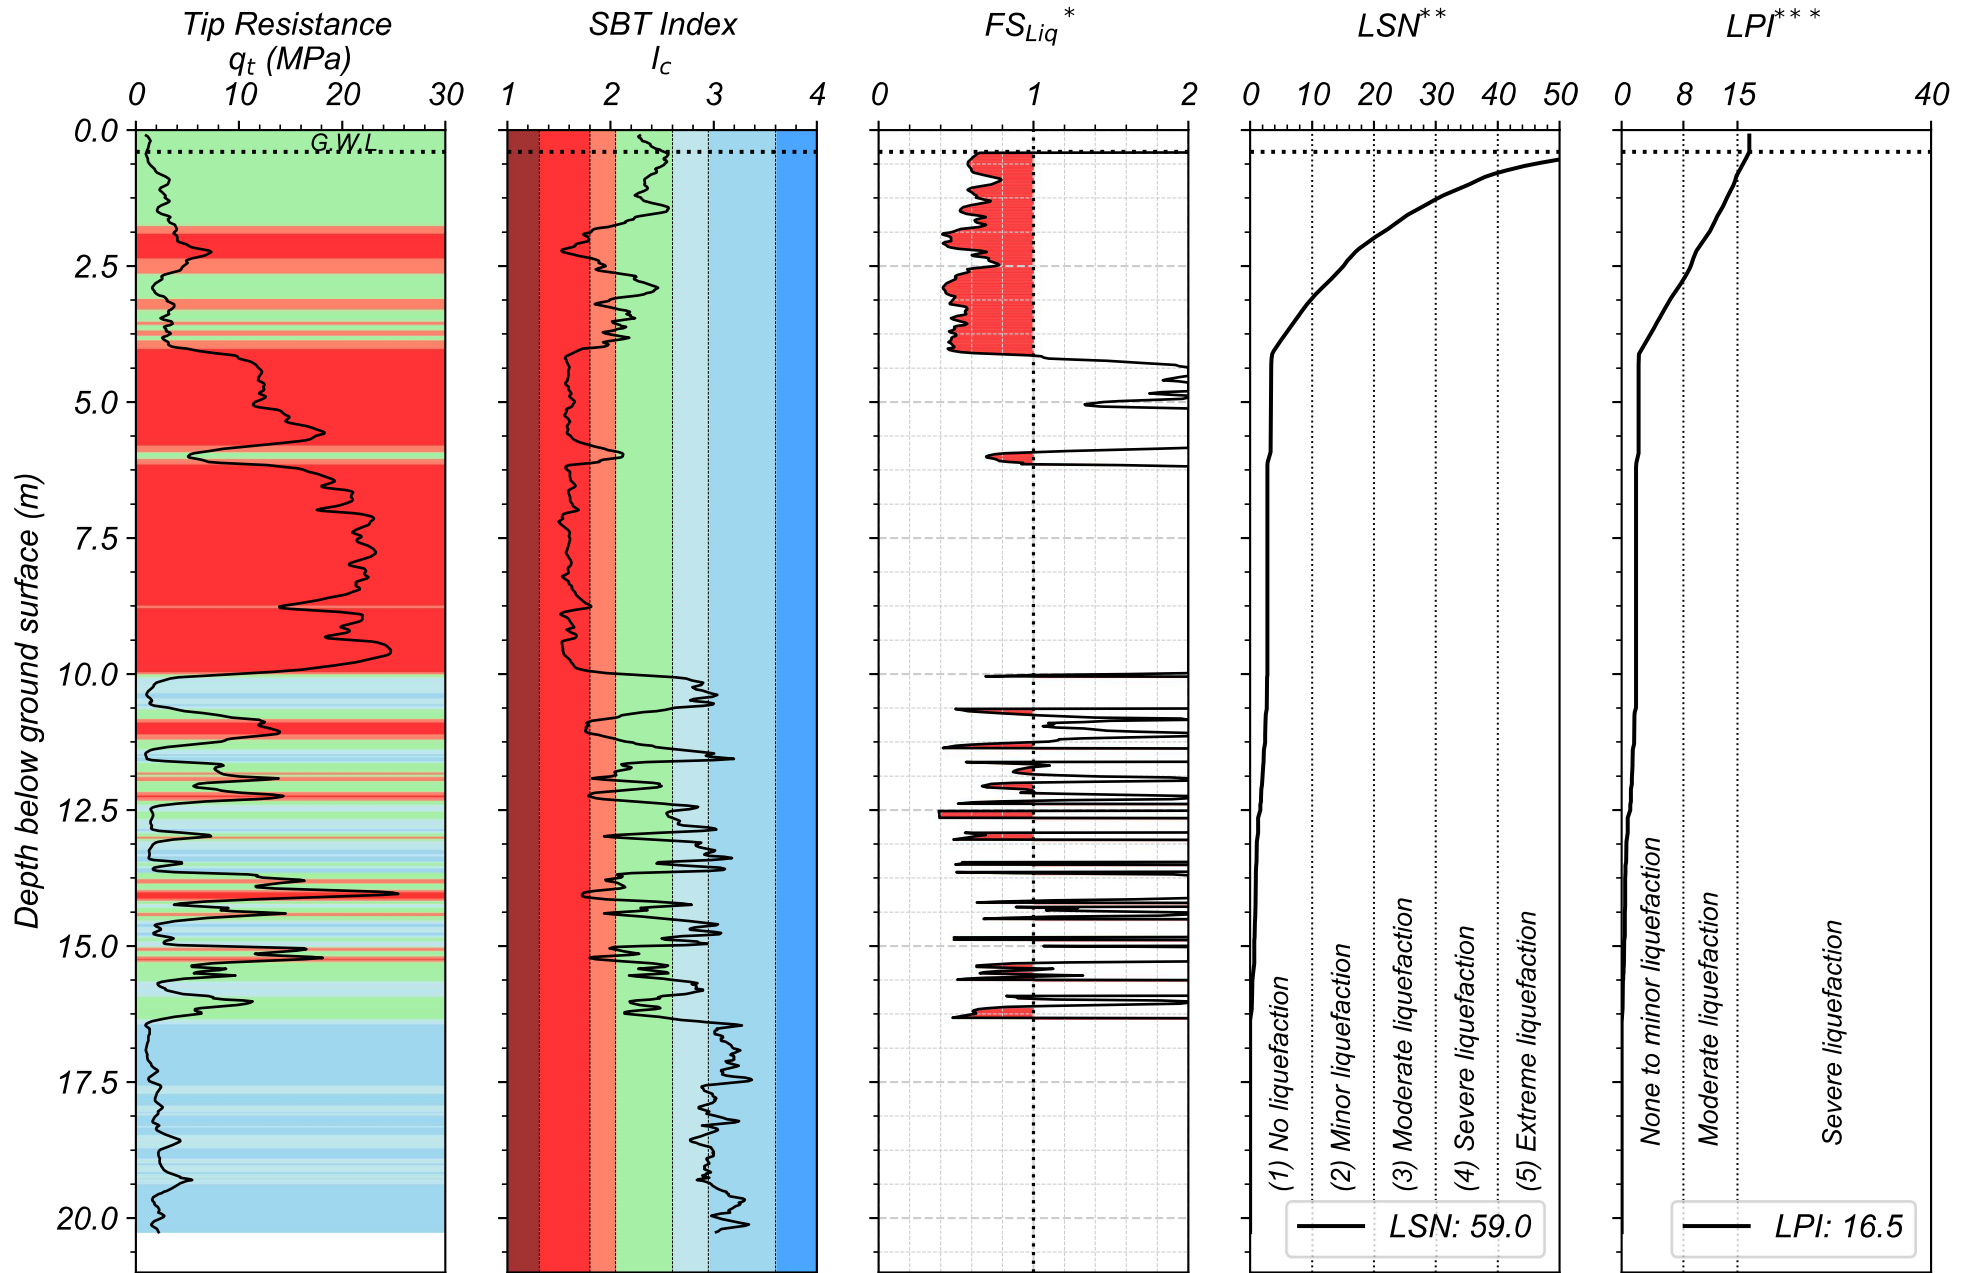 Tip Resistance
qt (MPa)
0 10 20 30
SBT Index
Ic
1 2 3 4
FSLiq*
0 1 2
LSN**
0 10 20 30 40 50
LPI***
0 8 15 40
Depth below ground surface (m)
0.0
2.5
5.0
7.5
10.0
12.5
15.0
17.5
20.0
G.W.L
(1) No liquefaction
(2) Minor liquefaction
(3) Moderate liquefaction
(4) Severe liquefaction
(5) Extreme liquefaction
LSN: 59.0
None to minor liquefaction
Moderate liquefaction
Severe liquefaction
LPI: 16.5